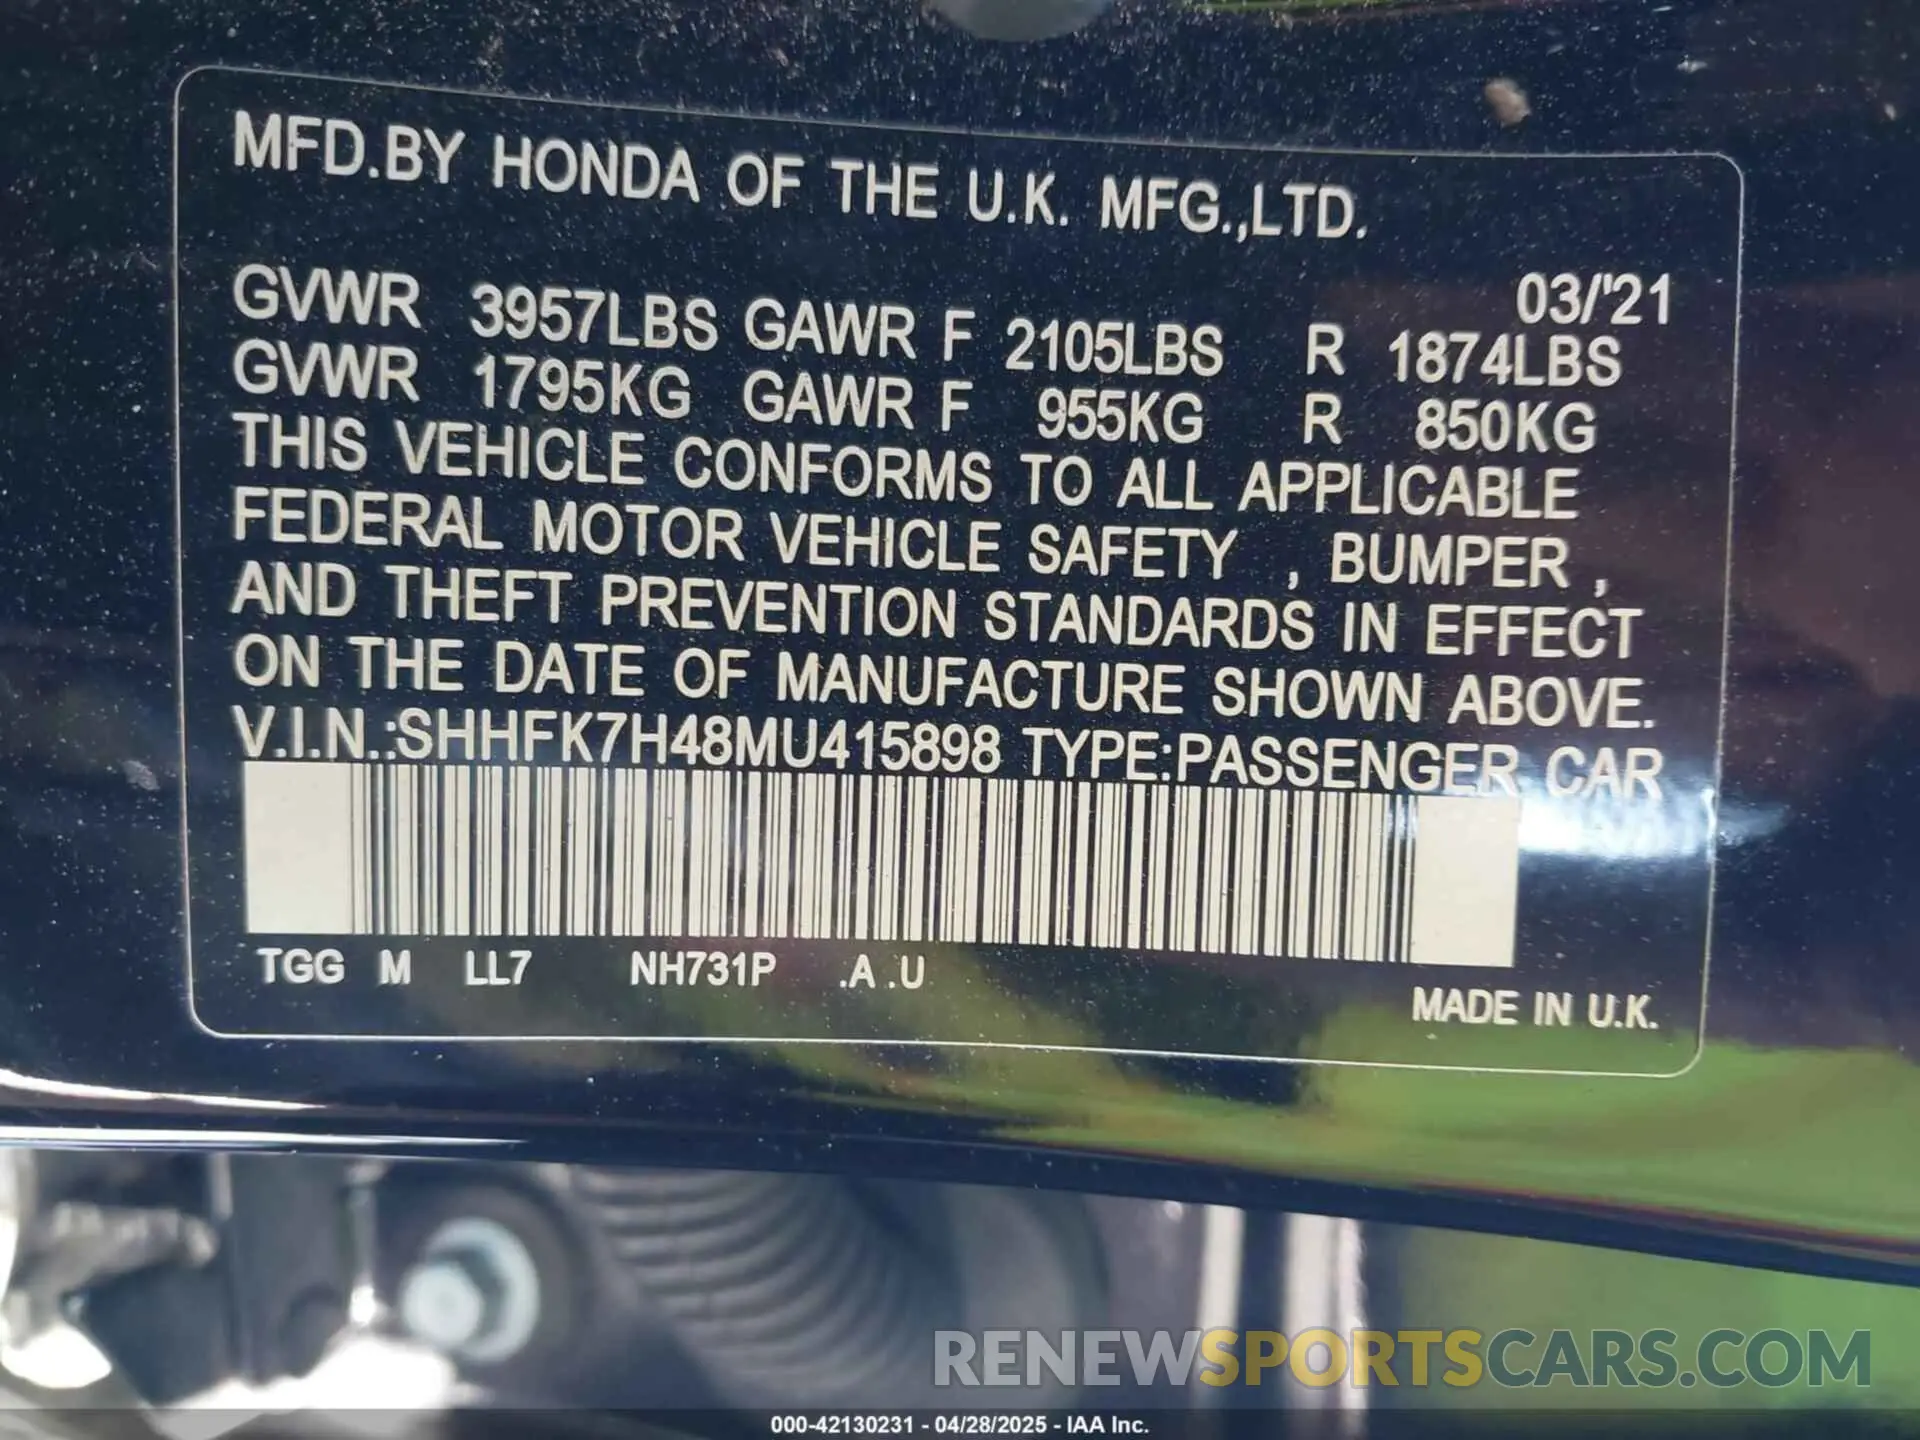 MFD.BY HONDA OF THE U.K. MFG.,LTD.
03/'21
GVWR 3957LBS GAWR F 2105LBS R 1874LBS
GVWR 1795KG GAWR F 955KG R 850KG
THIS VEHICLE CONFORMS TO ALL APPLICABLE
FEDERAL MOTOR VEHICLE SAFETY , BUMPER ,
AND THEFT PREVENTION STANDARDS IN EFFECT
ON THE DATE OF MANUFACTURE SHOWN ABOVE.
V.I.N.:SHHFK7H48MU415898 TYPE:PASSENGER CAR
TGG M LL7 NH731P .A .U
MADE IN U.K.
RENEWSPORTSCARS.COM
000-42130231 - 04/28/2025 - IAA Inc.